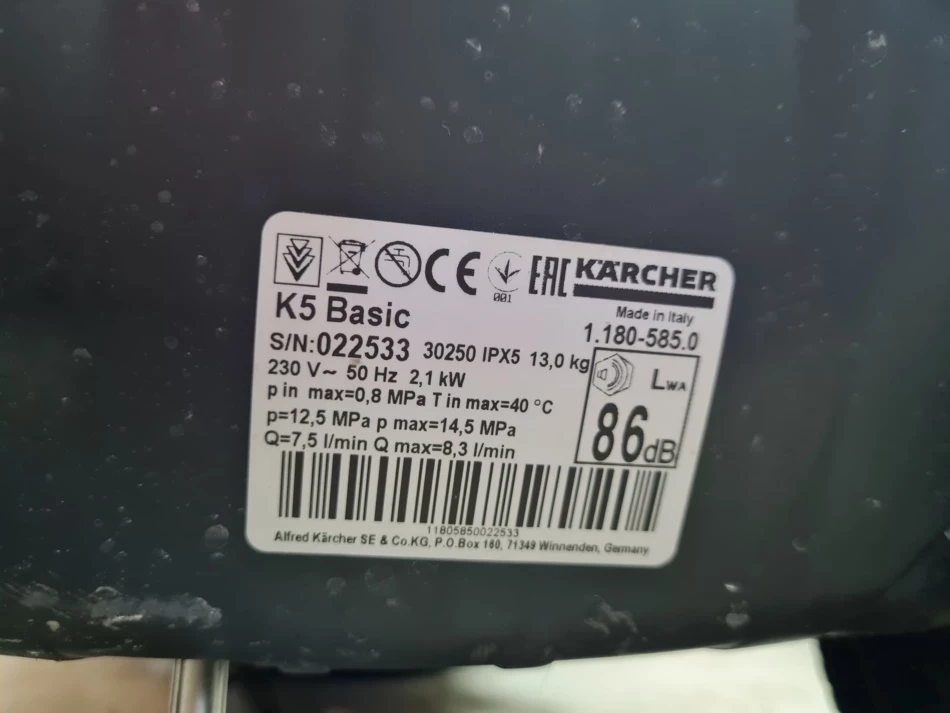 CE 001 EAC KÄRCHER
K5 Basic
Made in Italy
1.180-585.0
S/N:022533 30250 IPX5 13,0 kg
230 V~ 50 Hz 2,1 kW
p in max=0,8 MPa T in max=40 °C
p=12,5 MPa p max=14,5 MPa
Q=7,5 l/min Q max=8,3 l/min
LWA
86dB
11805850022533
Alfred Kärcher SE & Co.KG, P.O.Box 160, 71349 Winnenden, Germany